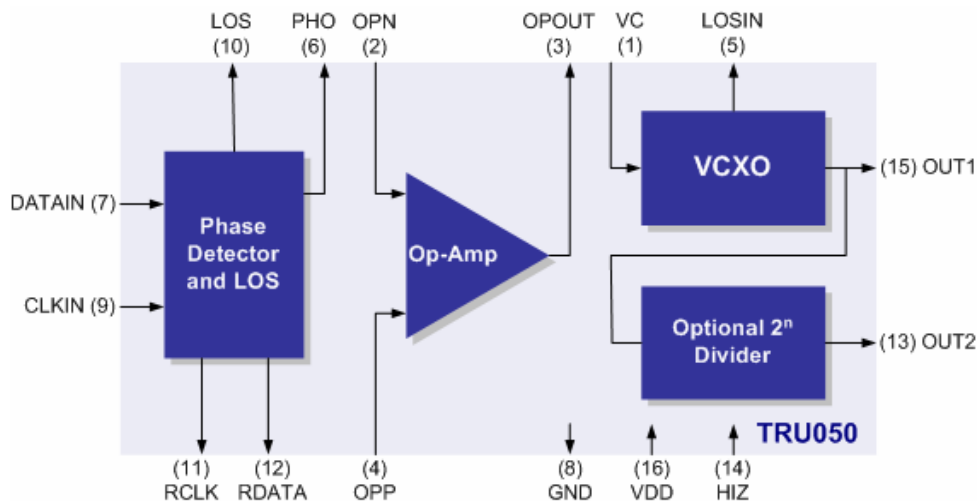 LOS PHO OPN OPOUT VC LOSIN
(10) (6) (2) (3) (1) (5)
VCXO
(15) OUT1
DATAIN (7)
Phase
Detector
and LOS
Op-Amp
CLKIN (9)
Optional 2ⁿ
Divider
(13) OUT2
TRU050
(11) (12) (4) (8) (16) (14)
RCLK RDATA OPP GND VDD HIZ